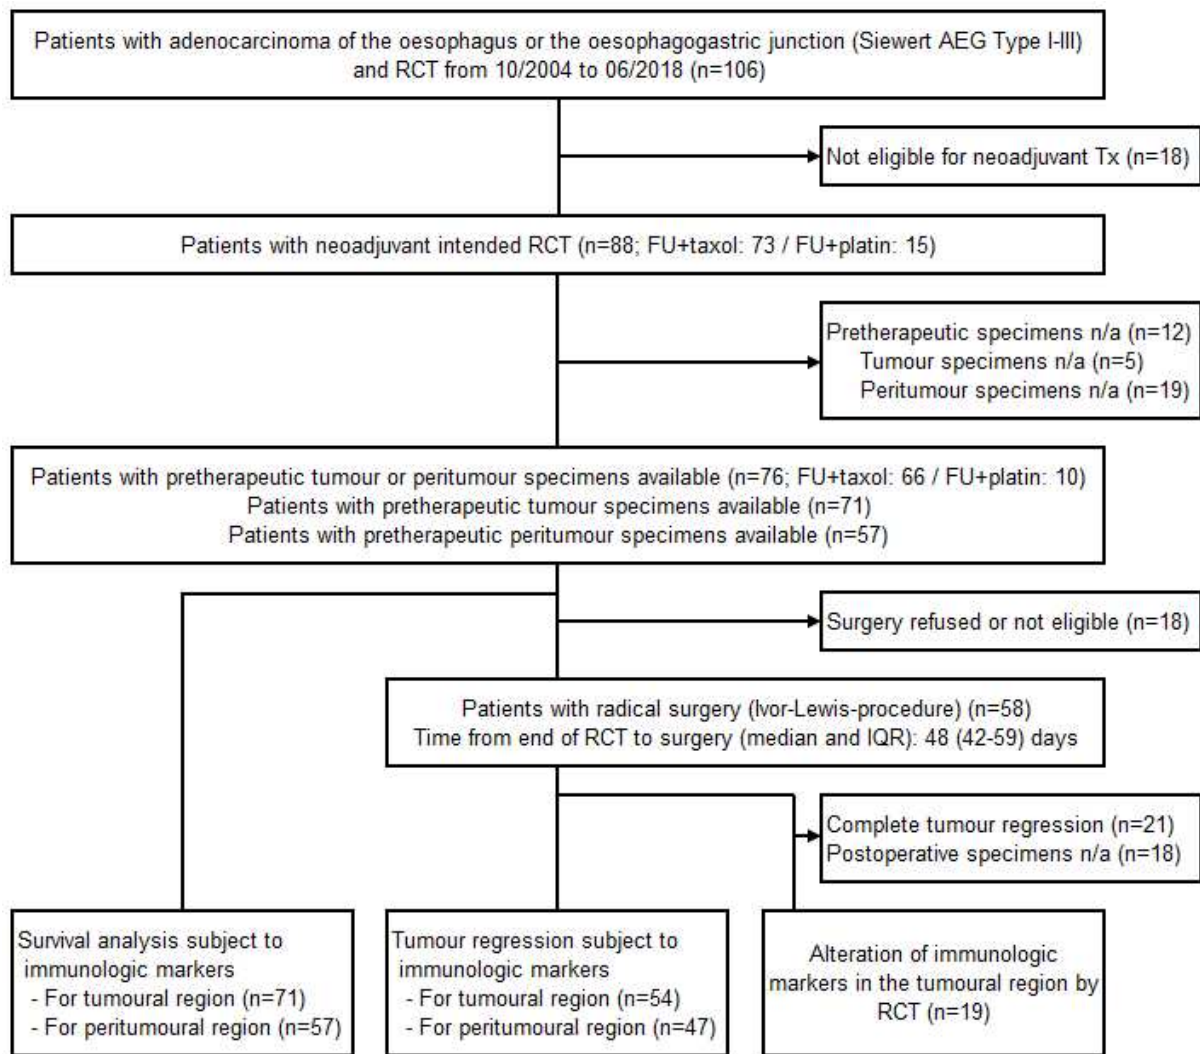 Patients with adenocarcinoma of the oesophagus or the oesophagogastric junction (Siewert AEG Type I-III)
and RCT from 10/2004 to 06/2018 (n=106)
Not eligible for neoadjuvant Tx (n=18)
Patients with neoadjuvant intended RCT (n=88; FU+taxol: 73 / FU+platin: 15)
Pretherapeutic specimens n/a (n=12)
Tumour specimens n/a (n=5)
Peritumour specimens n/a (n=19)
Patients with pretherapeutic tumour or peritumour specimens available (n=76; FU+taxol: 66 / FU+platin: 10)
Patients with pretherapeutic tumour specimens available (n=71)
Patients with pretherapeutic peritumour specimens available (n=57)
Surgery refused or not eligible (n=18)
Patients with radical surgery (Ivor-Lewis-procedure) (n=58)
Time from end of RCT to surgery (median and IQR): 48 (42-59) days
Complete tumour regression (n=21)
Postoperative specimens n/a (n=18)
Survival analysis subject to
immunologic markers
- For tumoural region (n=71)
- For peritumoural region (n=57)
Tumour regression subject to
immunologic markers
- For tumoural region (n=54)
- For peritumoural region (n=47)
Alteration of immunologic
markers in the tumoural region by
RCT (n=19)